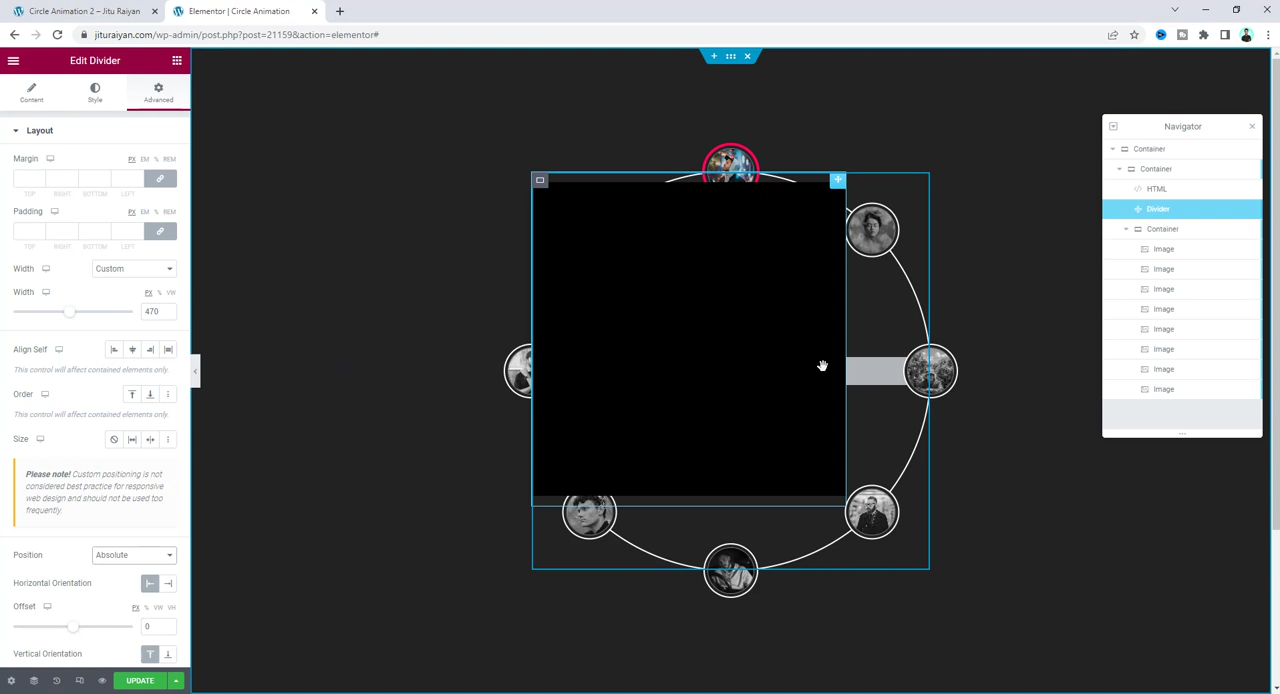 Circle Animation 2 – Jitu Raiyan
Elementor | Circle Animation
jituraiyan.com/wp-admin/post.php?post=21159&action=elementor#
Edit Divider
Content
Style
Advanced
Layout
Margin
PX EM % REM
TOP RIGHT BOTTOM LEFT
Padding
PX EM % REM
TOP RIGHT BOTTOM LEFT
Width
Custom
Width
PX % VW
470
Align Self
This control will affect contained elements only.
Order
This control will affect contained elements only.
Size
Please note! Custom positioning is not
considered best practice for responsive
web design and should not be used too
frequently.
Position
Absolute
Horizontal Orientation
Offset
PX % VW VH
0
Vertical Orientation
UPDATE
Navigator
Container
Container
HTML
Divider
Container
Image
Image
Image
Image
Image
Image
Image
Image